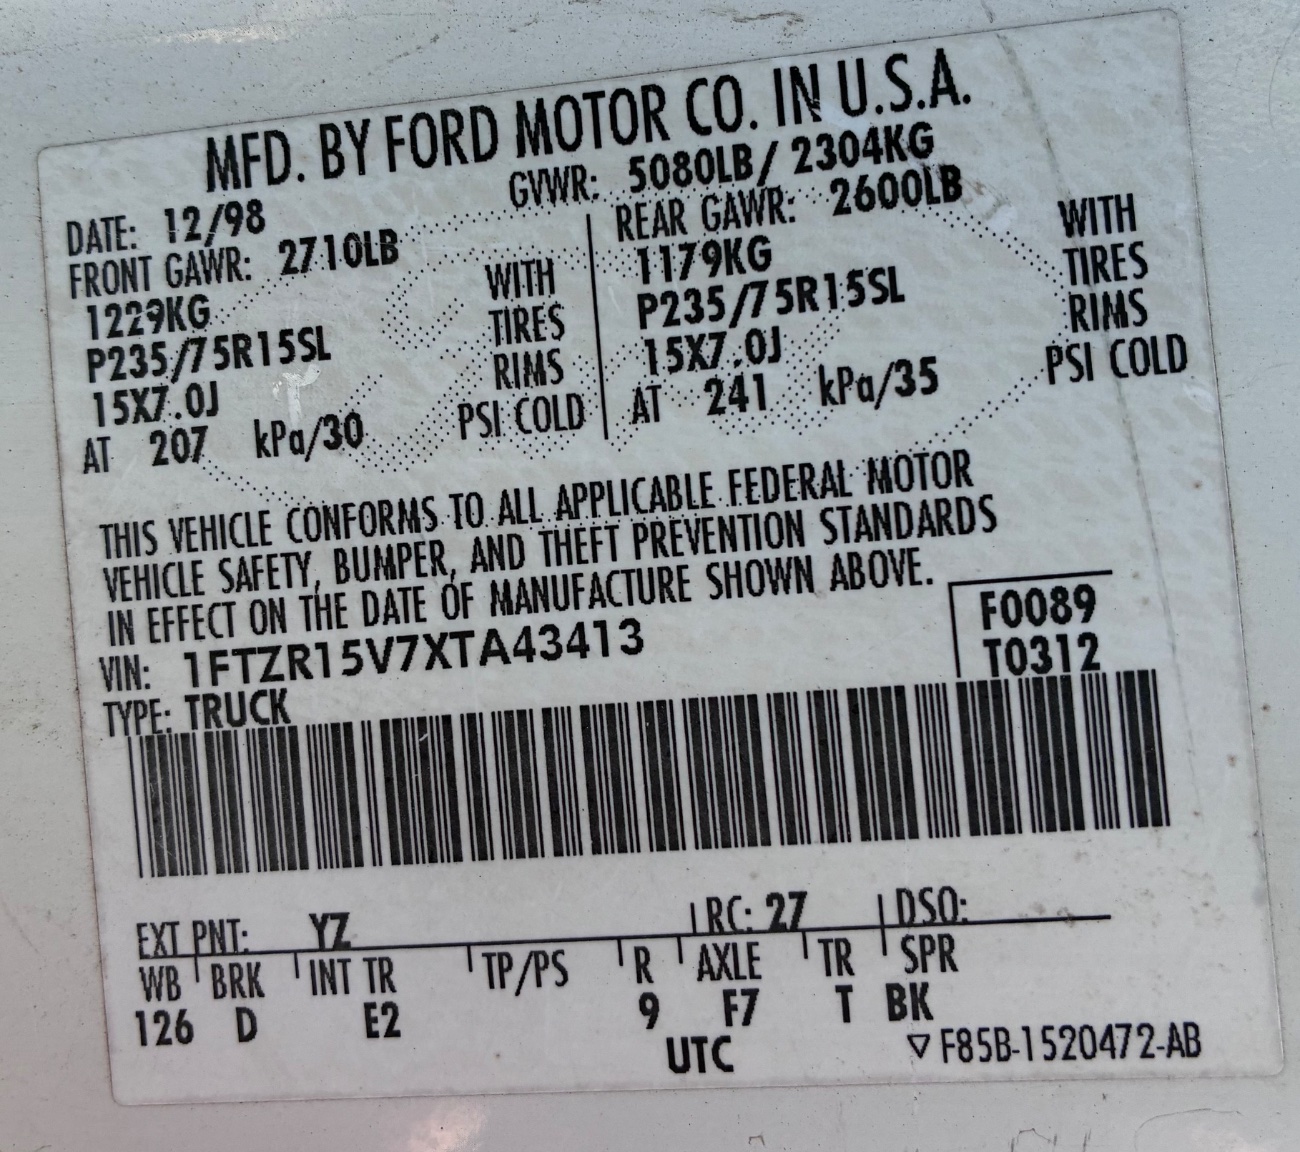 MFD. BY FORD MOTOR CO. IN U.S.A.
DATE: 12/98 GVWR: 5080LB/ 2304KG
FRONT GAWR: 2710LB REAR GAWR: 2600LB
1229KG WITH 1179KG WITH
P235/75R15SL TIRES P235/75R15SL TIRES
15X7.0J RIMS 15X7.0J RIMS
AT 207 kPa/30 PSI COLD AT 241 kPa/35 PSI COLD
THIS VEHICLE CONFORMS TO ALL APPLICABLE FEDERAL MOTOR
VEHICLE SAFETY, BUMPER, AND THEFT PREVENTION STANDARDS
IN EFFECT ON THE DATE OF MANUFACTURE SHOWN ABOVE.
F0089
VIN: 1FTZR15V7XTA43413
T0312
TYPE: TRUCK
EXT PNT: YZ RC: 27 DSO:
WB BRK INT TR TP/PS R AXLE TR SPR
126 D E2 9 F7 T BK
UTC ▽ F85B-1520472-AB